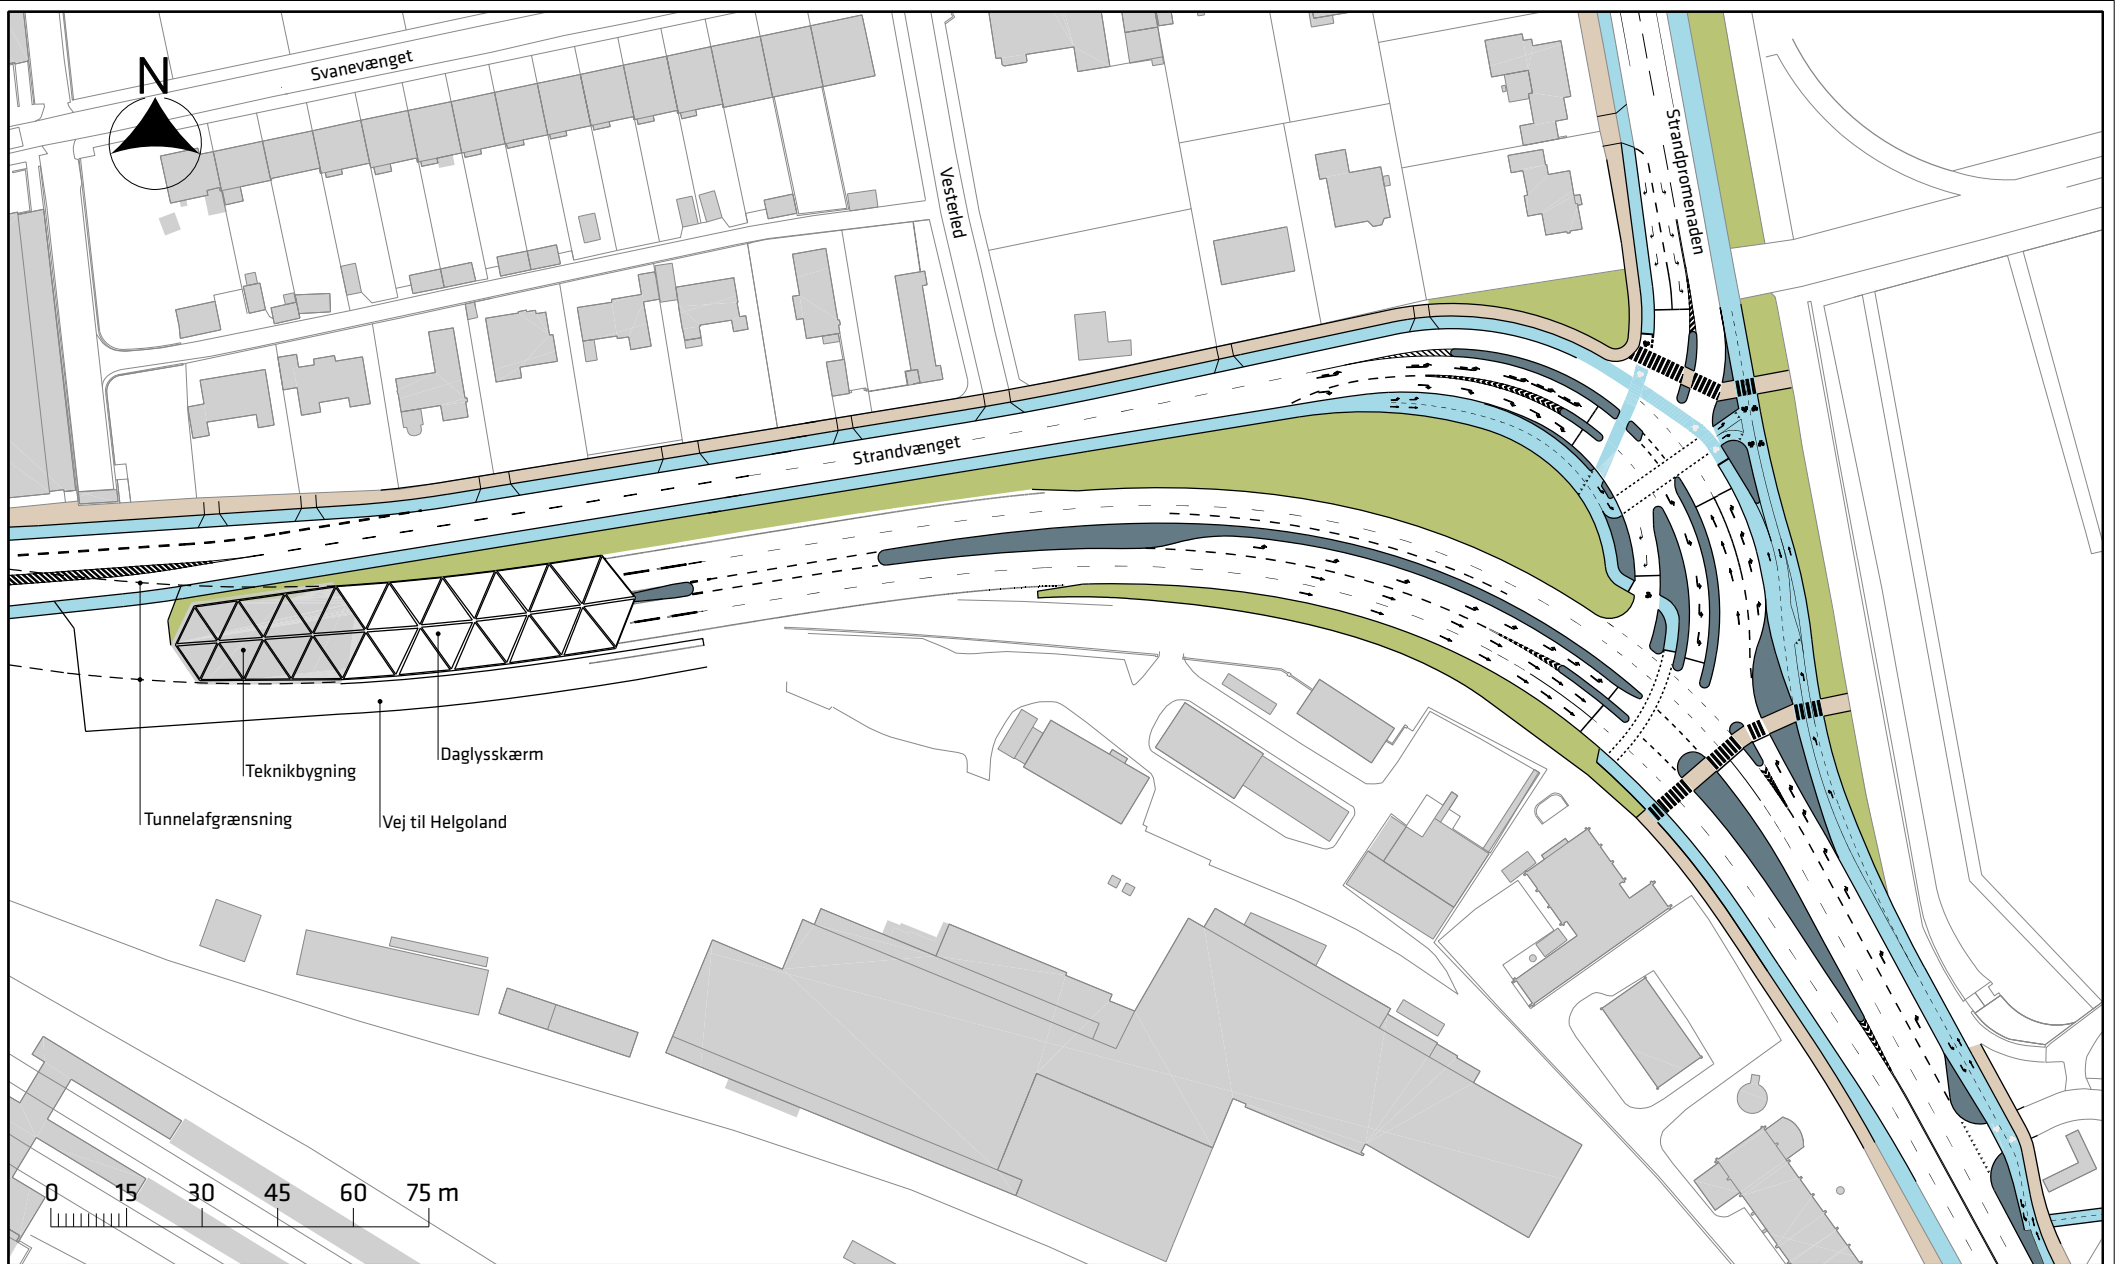 N
Svanevænget
Strandpromenaden
Vesterled
Strandvænget
Daglysskærm
Teknikbygning
Tunnelafgrænsning
Vej til Helgoland
0 15 30 45 60 75 m